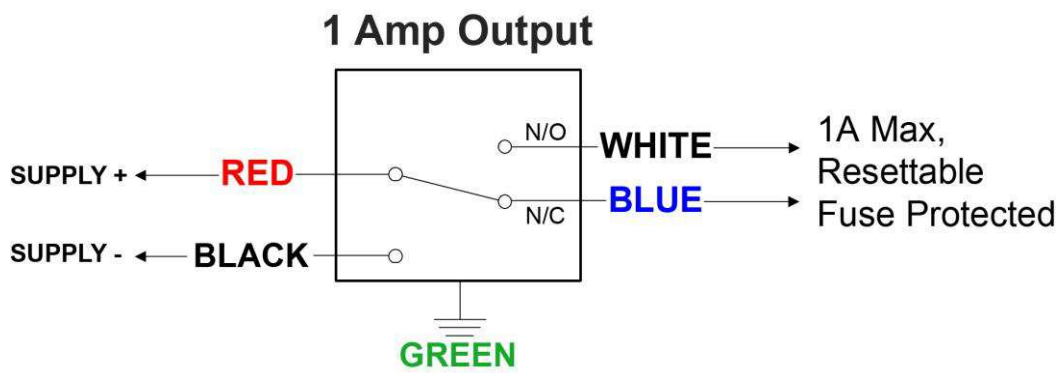 1 Amp Output
N/O
WHITE
1A Max,
Resettable
Fuse Protected
SUPPLY +
RED
BLUE
N/C
SUPPLY -
BLACK
GREEN